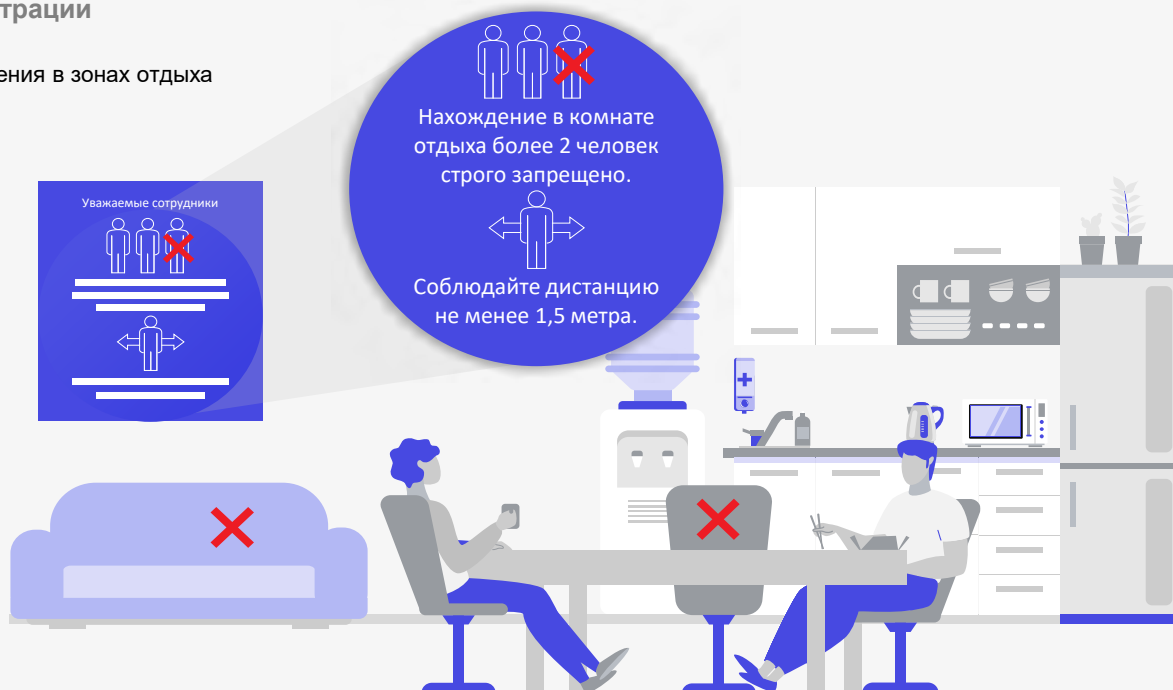 трации
ения в зонах отдыха
Нахождение в комнате
отдыха более 2 человек
строго запрещено.
Соблюдайте дистанцию
не менее 1,5 метра.
Уважаемые сотрудники